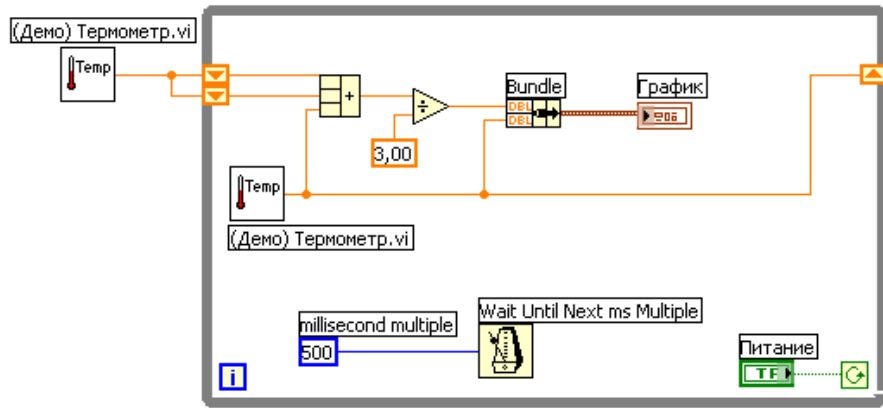 (Демо) Термометр.vi
Temp
Bundle
График
DBL
DBL
3,00
Temp
(Демо) Термометр.vi
Wait Until Next ms Multiple
millisecond multiple
500
Питание
TF
i